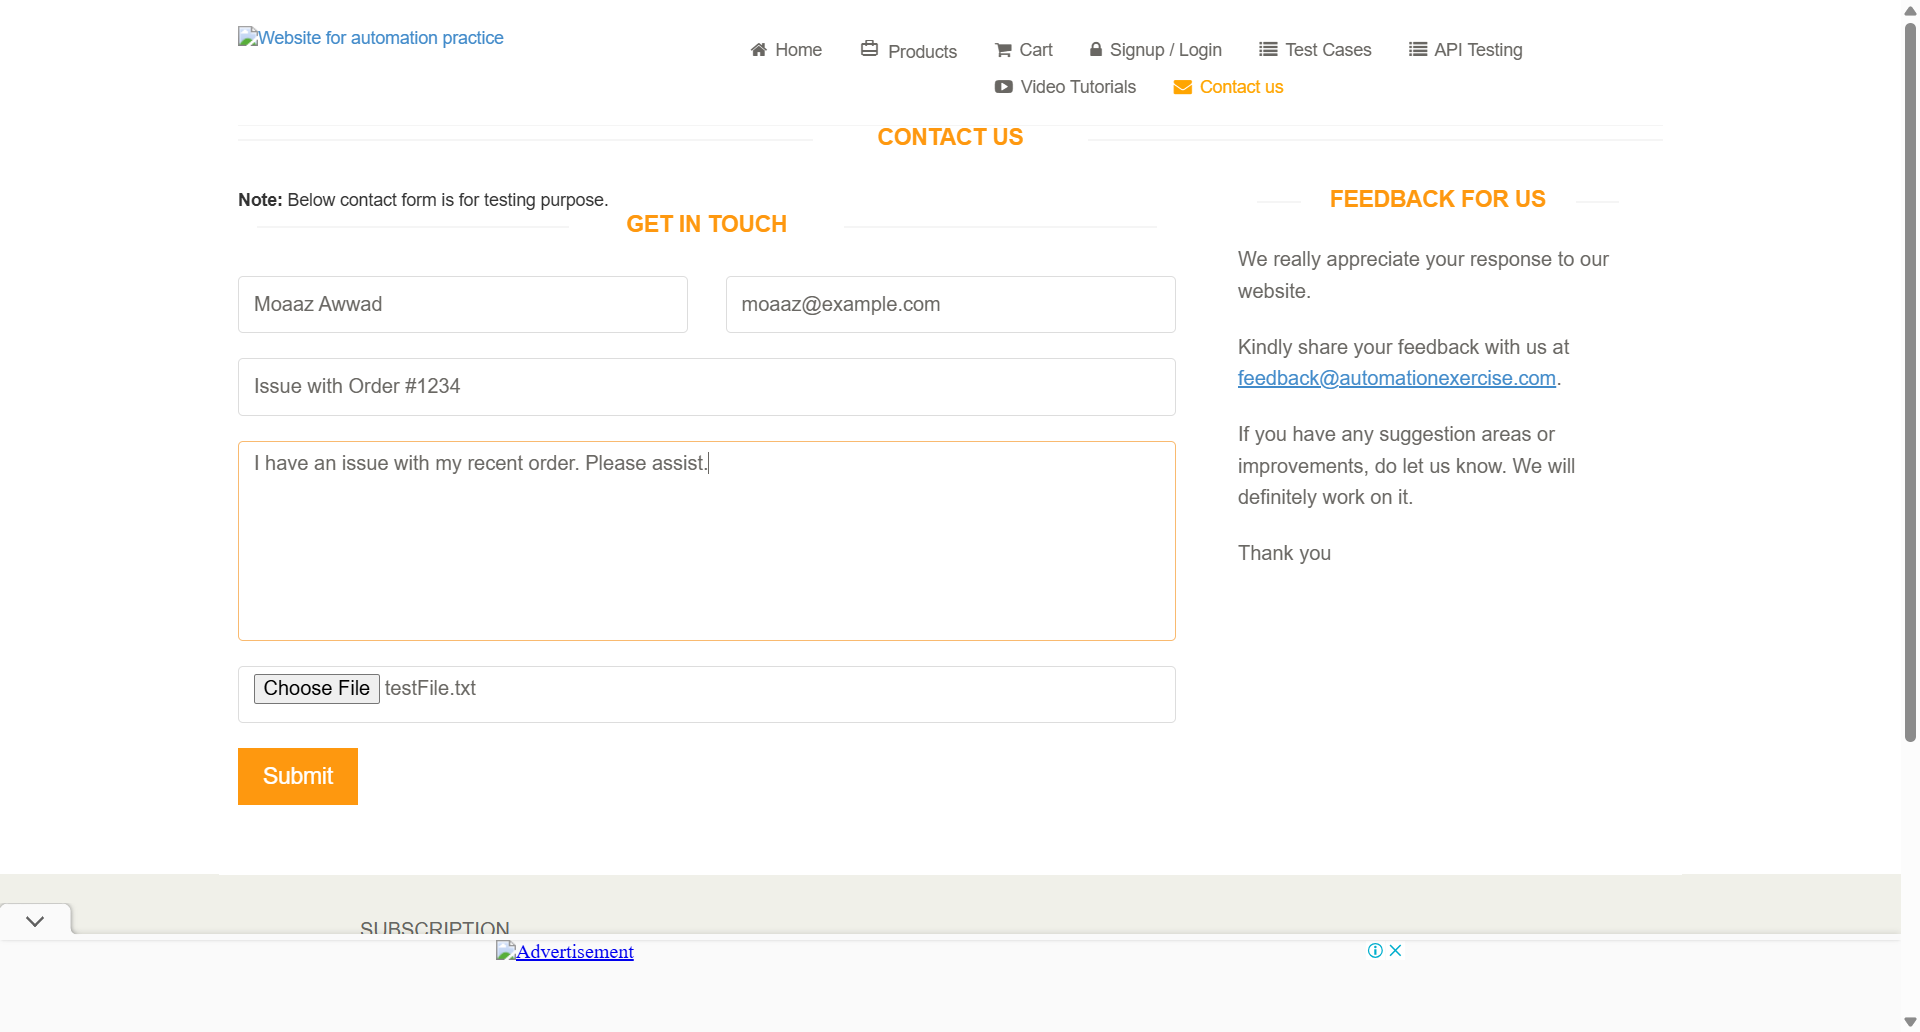 Website for automation practice
Home Products Cart Signup / Login Test Cases API Testing
Video Tutorials Contact us
CONTACT US
Note: Below contact form is for testing purpose.
GET IN TOUCH
Moaaz Awwad moaaz@example.com
Issue with Order #1234
I have an issue with my recent order. Please assist.
Choose File testFile.txt
Submit
FEEDBACK FOR US
We really appreciate your response to our
website.
Kindly share your feedback with us at
feedback@automationexercise.com.
If you have any suggestion areas or
improvements, do let us know. We will
definitely work on it.
Thank you
SUBSCRIPTION
Advertisement